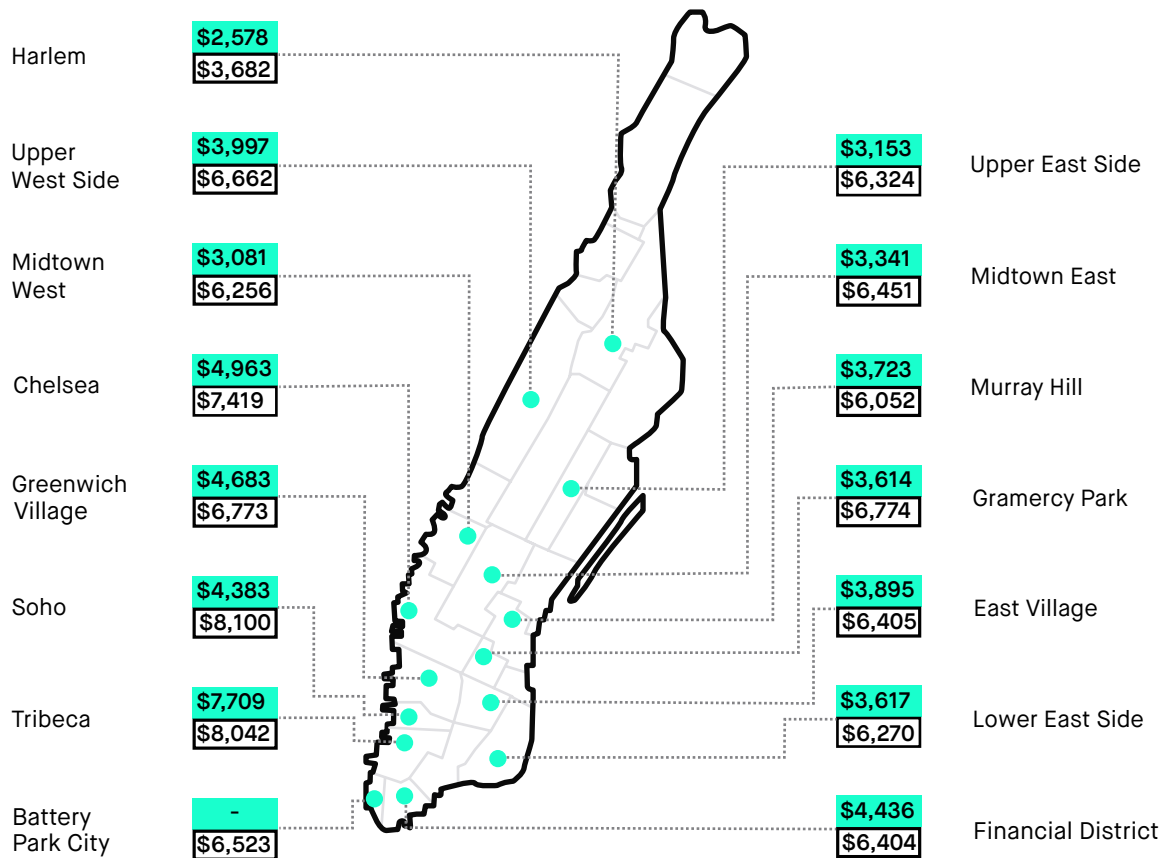 Harlem
$2,578
$3,682
Upper
West Side
$3,997
$6,662
Midtown
West
$3,081
$6,256
Chelsea
$4,963
$7,419
Greenwich
Village
$4,683
$6,773
Soho
$4,383
$8,100
Tribeca
$7,709
$8,042
Battery
Park City
-
$6,523
$3,153
$6,324
Upper East Side
$3,341
$6,451
Midtown East
$3,723
$6,052
Murray Hill
$3,614
$6,774
Gramercy Park
$3,895
$6,405
East Village
$3,617
$6,270
Lower East Side
$4,436
$6,404
Financial District